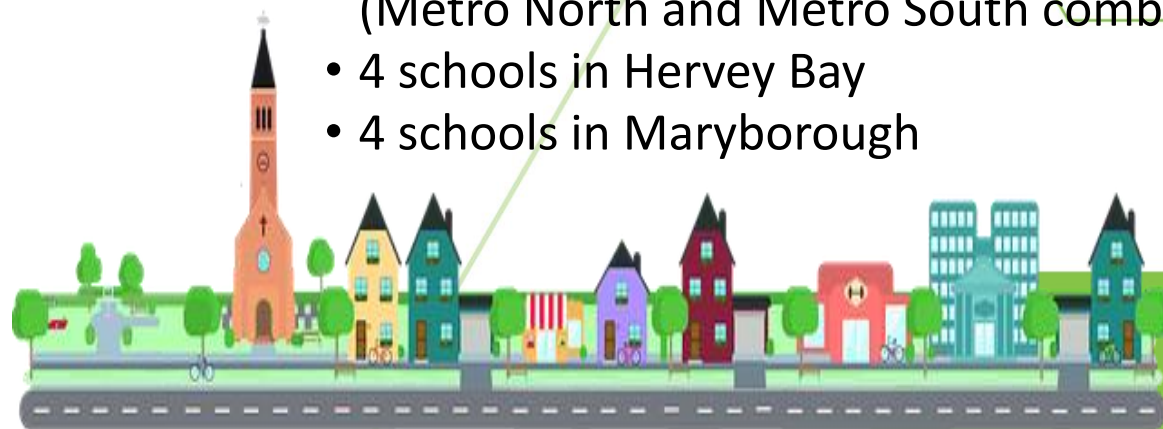 (Metro North and Metro South comb
• 4 schools in Hervey Bay
• 4 schools in Maryborough